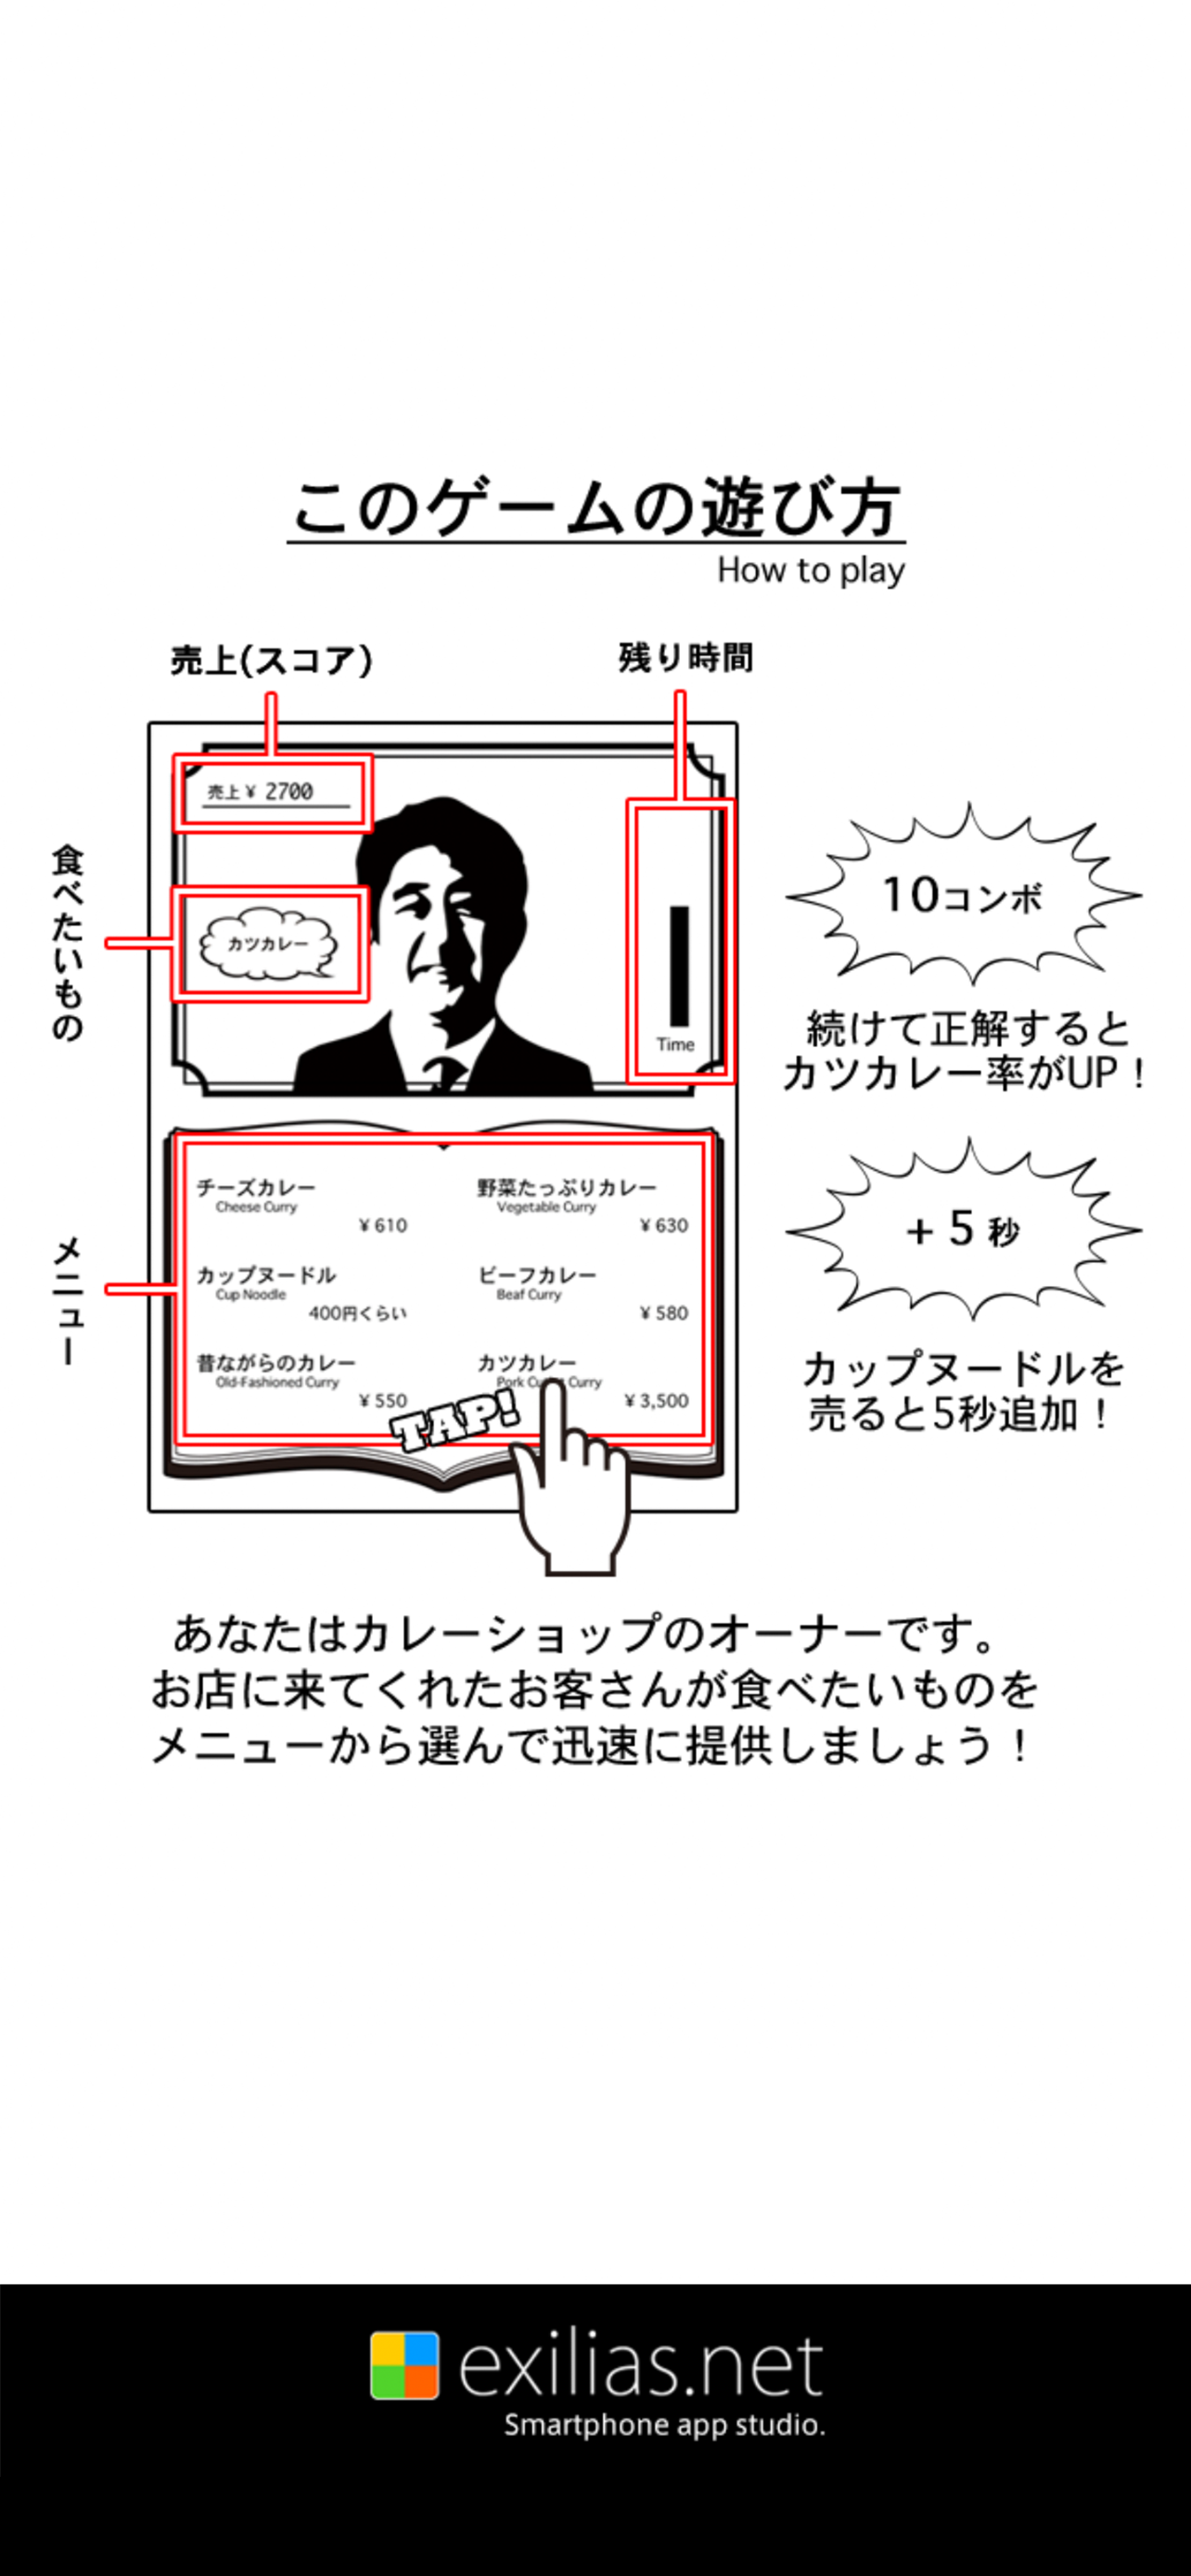 このゲームの遊び方
How to play
売上(スコア)
残り時間
売上¥ 2700
食べたいもの
カツカレー
Time
10コンボ
続けて正解すると
カツカレー率がUP！
+ 5 秒
カップヌードルを
売ると5秒追加！
メニュー
チーズカレー
Cheese Curry
¥ 610
カップヌードル
Cup Noodle
400円くらい
昔ながらのカレー
Old-Fashioned Curry
¥ 550
野菜たっぷりカレー
Vegetable Curry
¥ 630
ビーフカレー
Beaf Curry
¥ 580
カツカレー
Pork Curry
¥ 3,500
TAP!
あなたはカレーショップのオーナーです。
お店に来てくれたお客さんが食べたいものを
メニューから選んで迅速に提供しましょう！
exilias.net
Smartphone app studio.